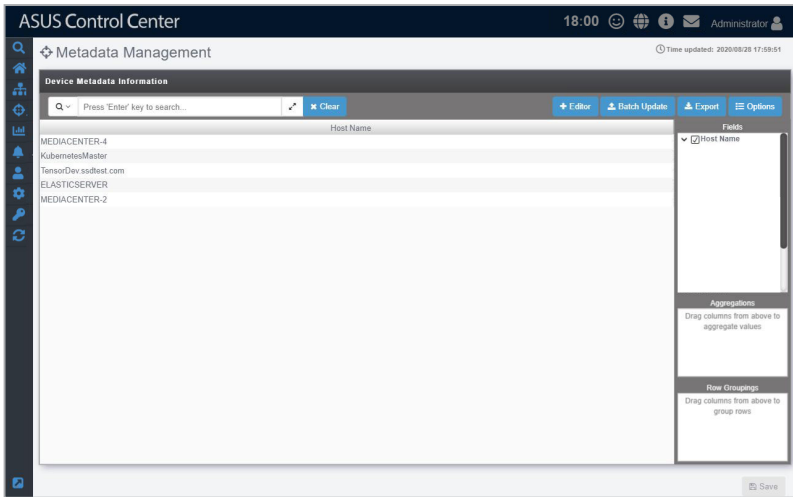 ASUS Control Center
18:00
Administrator
Metadata Management
Time updated: 2020/08/28 17:59:51
Device Metadata Information
Press 'Enter' key to search...
Clear
Editor
Batch Update
Export
Options
Host Name
MEDIACENTER-4
KubernetesMaster
TensorDev.ssdtest.com
ELASTICSERVER
MEDIACENTER-2
Fields
Host Name
Aggregations
Drag columns from above to
aggregate values
Row Groupings
Drag columns from above to
group rows
Save